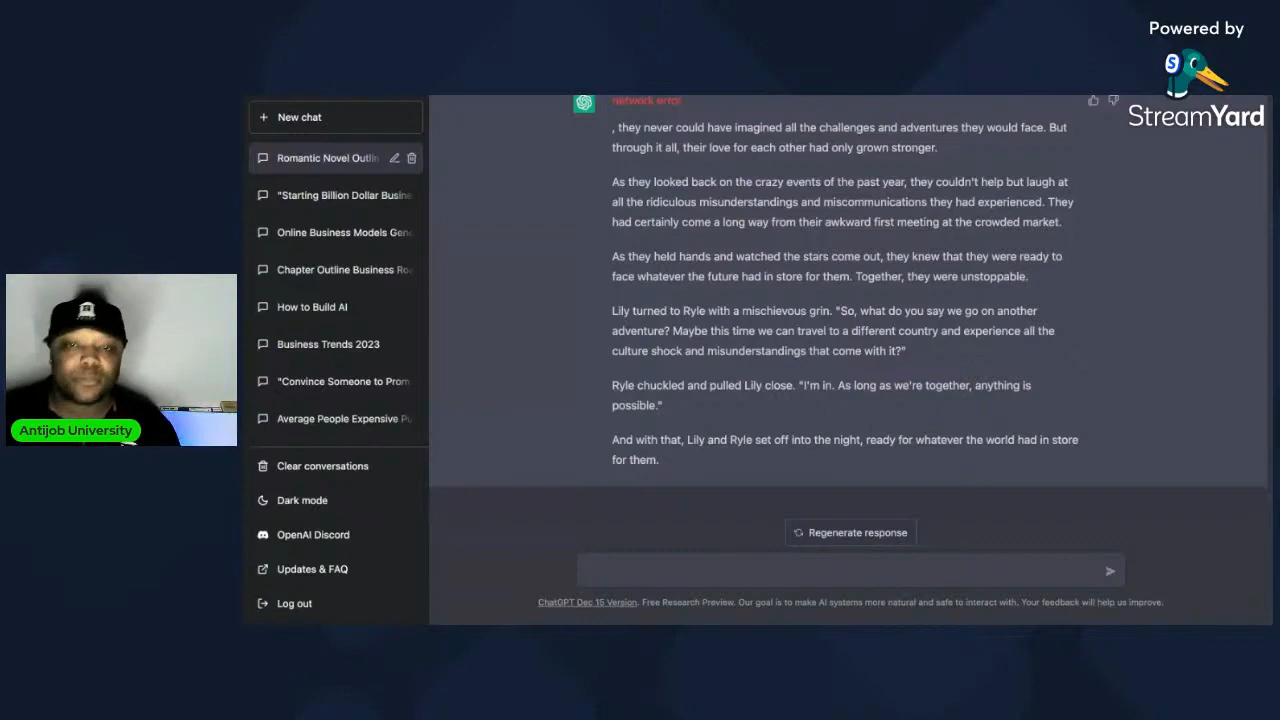 Powered by
StreamYard
S
Antijob University
New chat
Romantic Novel Outlin
"Starting Billion Dollar Busine
Online Business Models Gen
Chapter Outline Business Ro
How to Build AI
Business Trends 2023
"Convince Someone to Prom
Average People Expensive Pu
Clear conversations
Dark mode
OpenAI Discord
Updates & FAQ
Log out
network error
, they never could have imagined all the challenges and adventures they would face. But
through it all, their love for each other had only grown stronger.
As they looked back on the crazy events of the past year, they couldn't help but laugh at
all the ridiculous misunderstandings and miscommunications they had experienced. They
had certainly come a long way from their awkward first meeting at the crowded market.
As they held hands and watched the stars come out, they knew that they were ready to
face whatever the future had in store for them. Together, they were unstoppable.
Lily turned to Ryle with a mischievous grin. "So, what do you say we go on another
adventure? Maybe this time we can travel to a different country and experience all the
culture shock and misunderstandings that come with it?"
Ryle chuckled and pulled Lily close. "I'm in. As long as we're together, anything is
possible."
And with that, Lily and Ryle set off into the night, ready for whatever the world had in store
for them.
Regenerate response
ChatGPT Dec 15 Version. Free Research Preview. Our goal is to make AI systems more natural and safe to interact with. Your feedback will help us improve.